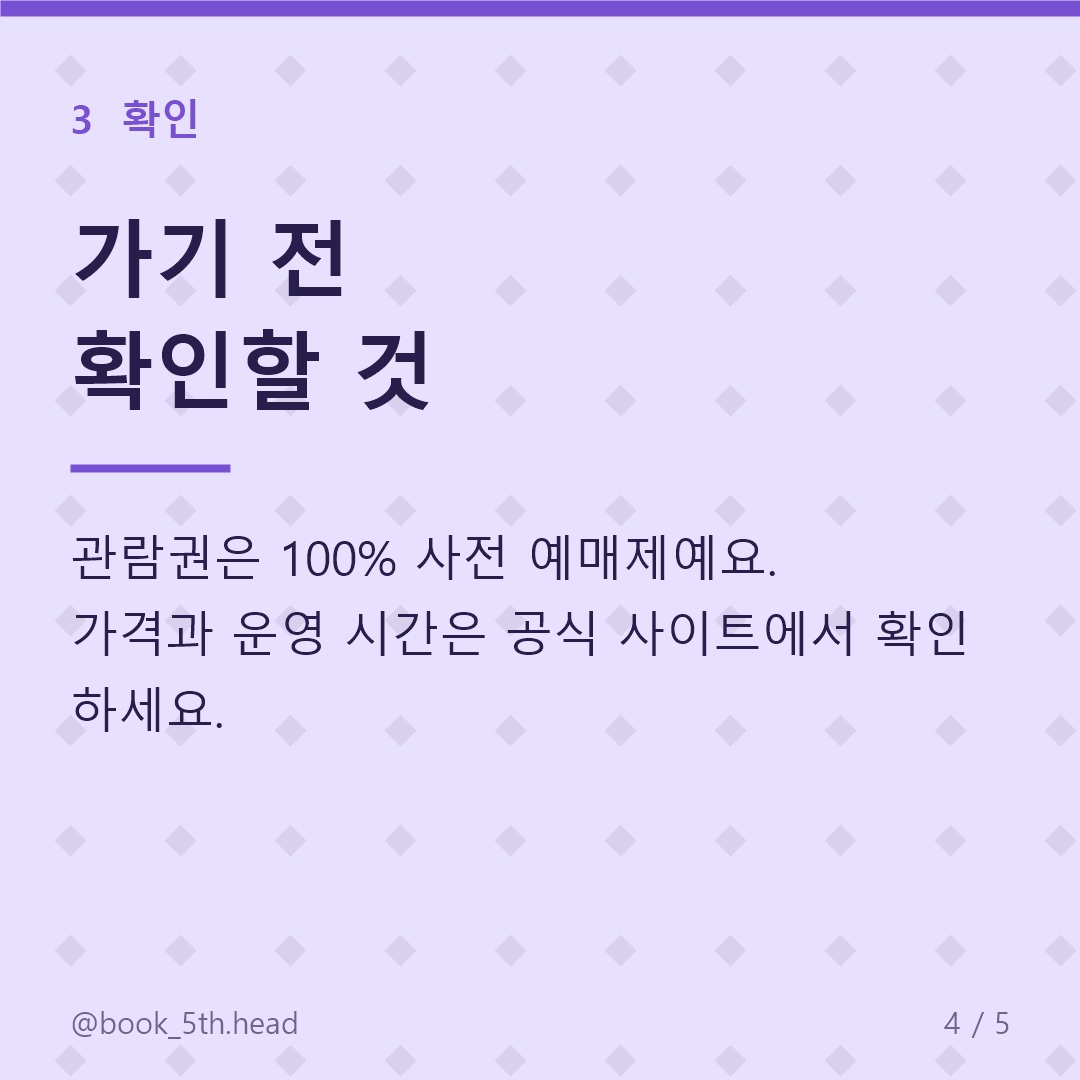 3 확인
가기 전
확인할 것
관람권은 100% 사전 예매제예요.
가격과 운영 시간은 공식 사이트에서 확인
하세요.
@book_5th.head
4 / 5